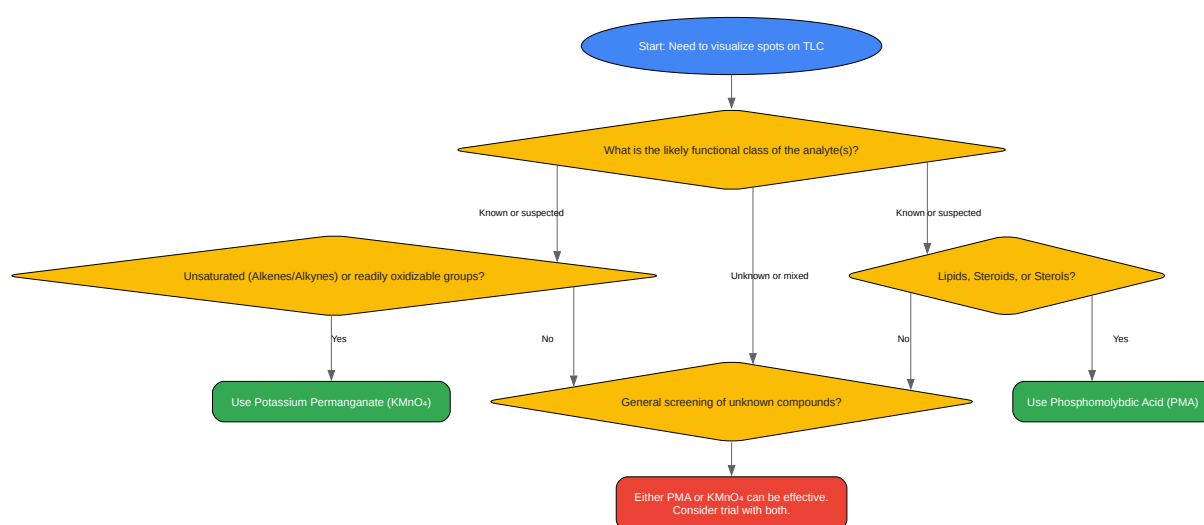 Start: Need to visualize spots on TLC
What is the likely functional class of the analyte(s)?
Known or suspected
Known or suspected
Unsaturated (Alkenes/Alkynes) or readily oxidizable groups?
Unknown or mixed
Lipids, Steroids, or Sterols?
Yes
No
No
Yes
Use Potassium Permanganate (KMnO₄)
General screening of unknown compounds?
Use Phosphomolybdic Acid (PMA)
Either PMA or KMnO₄ can be effective.
Consider trial with both.